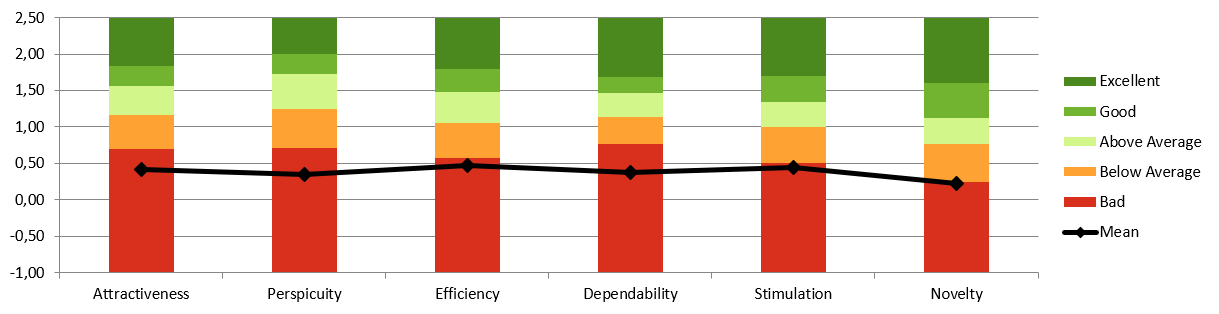 2,50
2,00
1,50
1,00
0,50
0,00
-0,50
-1,00
Attractiveness Perspicuity Efficiency Dependability Stimulation Novelty
Excellent
Good
Above Average
Below Average
Bad
Mean